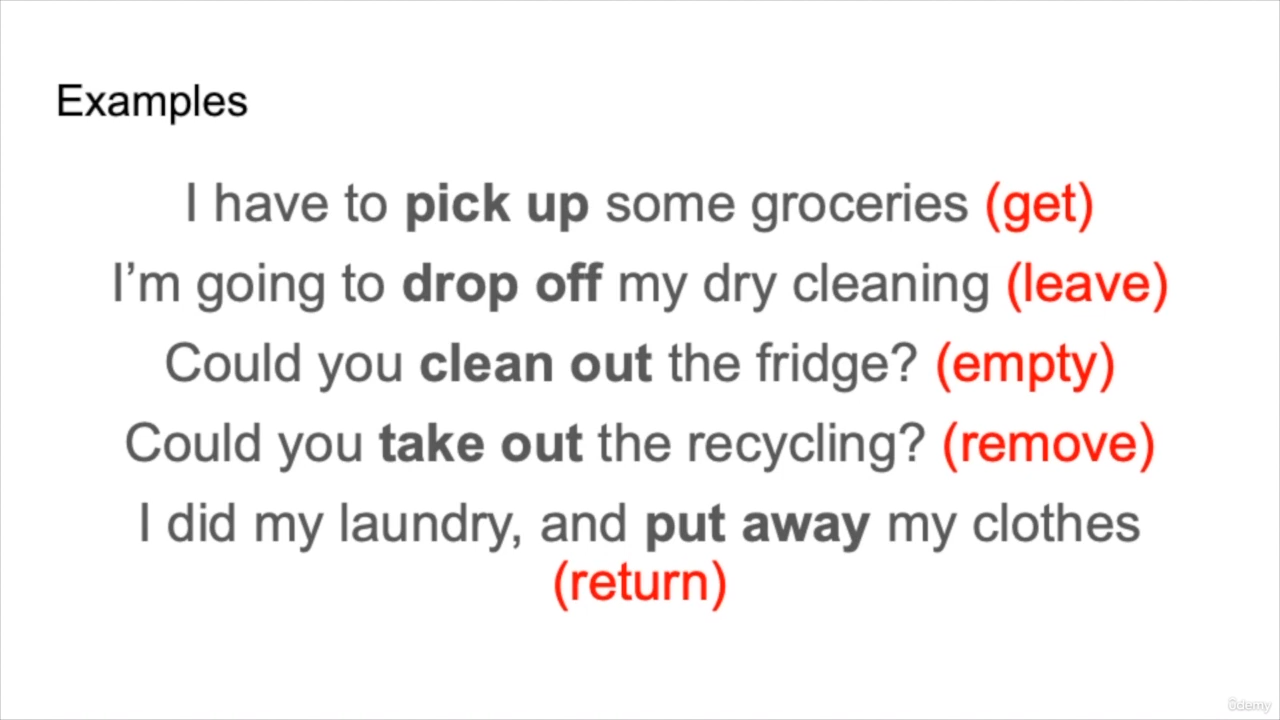 Examples
I have to pick up some groceries (get)
I’m going to drop off my dry cleaning (leave)
Could you clean out the fridge? (empty)
Could you take out the recycling? (remove)
I did my laundry, and put away my clothes
(return)
ûdemy